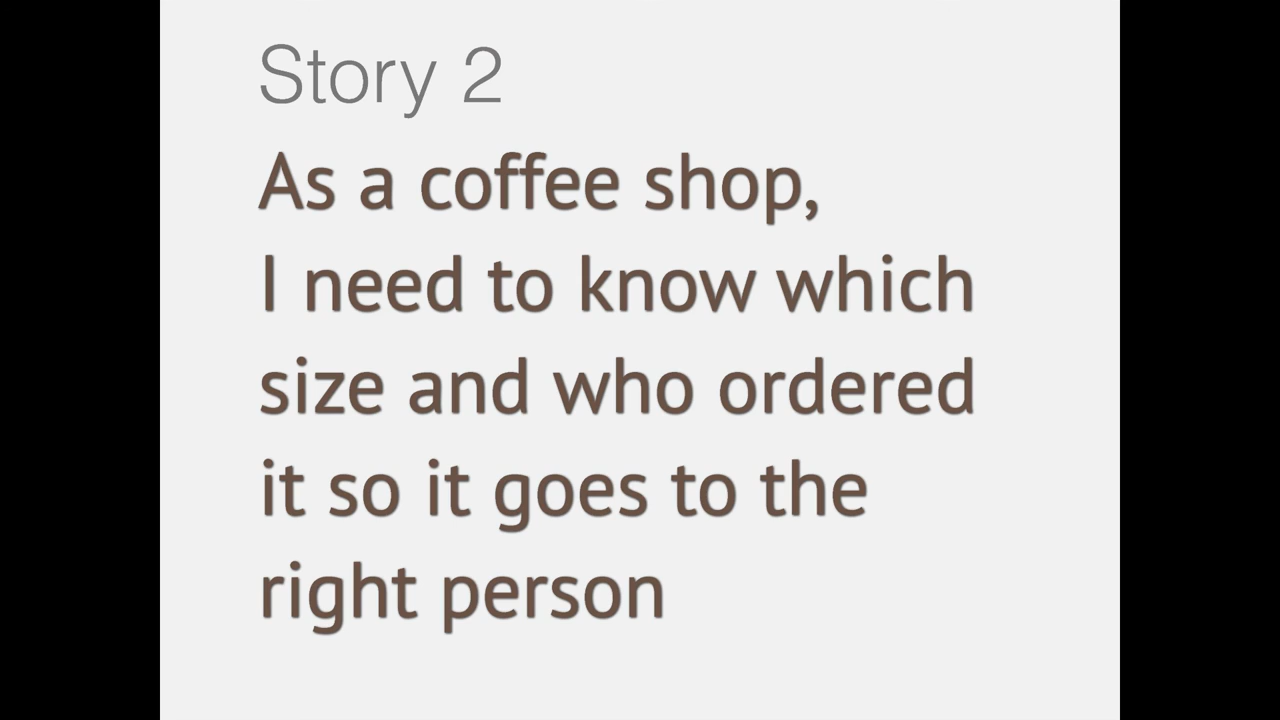 Story 2
As a coffee shop,
I need to know which
size and who ordered
it so it goes to the
right person